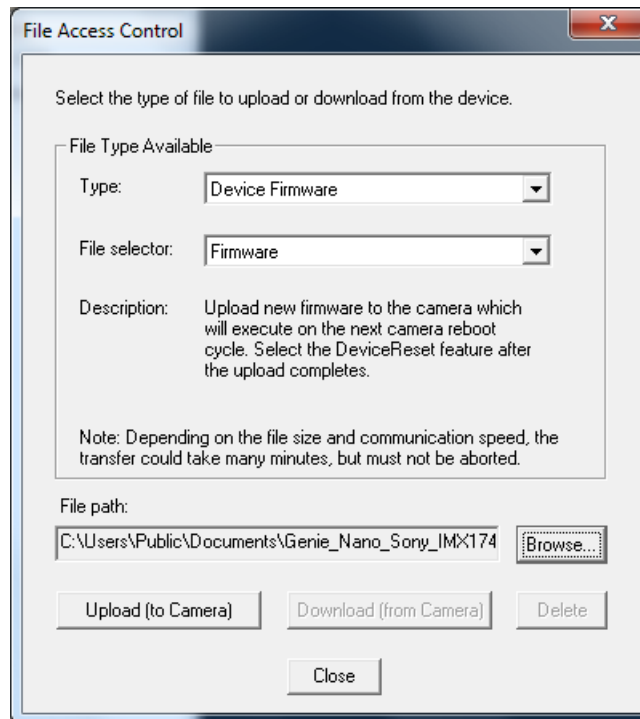 File Access Control
Select the type of file to upload or download from the device.
File Type Available
Type:
Device Firmware
File selector:
Firmware
Description:
Upload new firmware to the camera which
will execute on the next camera reboot
cycle. Select the DeviceReset feature after
the upload completes.
Note: Depending on the file size and communication speed, the
transfer could take many minutes, but must not be aborted.
File path:
C:\Users\Public\Documents\Genie_Nano_Sony_IMX174
Browse...
Upload (to Camera)
Download (from Camera)
Delete
Close